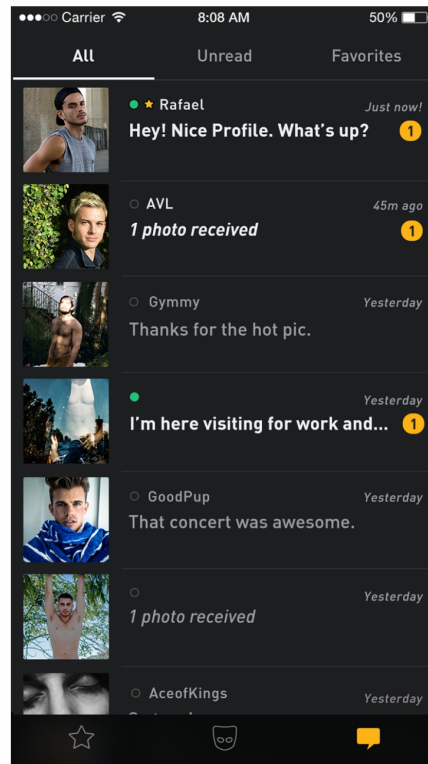 Carrier 8:08 AM 50%
All Unread Favorites
Rafael Just now!
Hey! Nice Profile. What's up? 1
AVL 45m ago
1 photo received 1
Gymmy Yesterday
Thanks for the hot pic.
Yesterday
I'm here visiting for work and... 1
GoodPup Yesterday
That concert was awesome.
Yesterday
1 photo received
AceofKings Yesterday